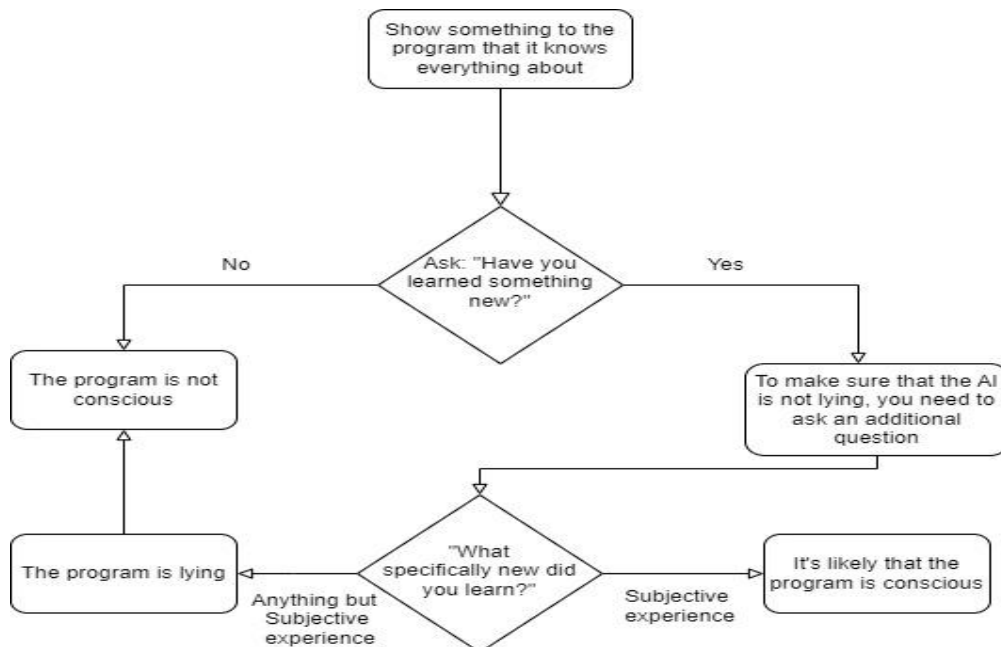 Show something to the
program that it knows
everything about
No
Ask: "Have you
learned something
new?"
Yes
The program is not
conscious
To make sure that the AI
is not lying, you need to
ask an additional
question
The program is lying
Anything but
Subjective
experience
"What
specifically new did
you learn?"
Subjective
experience
It's likely that the
program is conscious